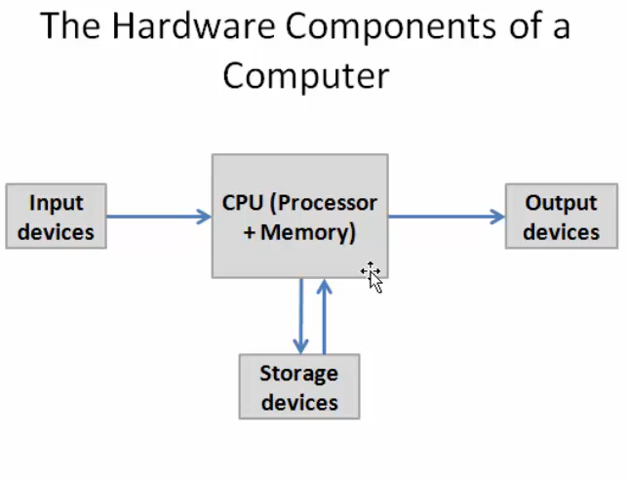 The Hardware Components of a
Computer
Input
devices
CPU (Processor
+ Memory)
Output
devices
Storage
devices